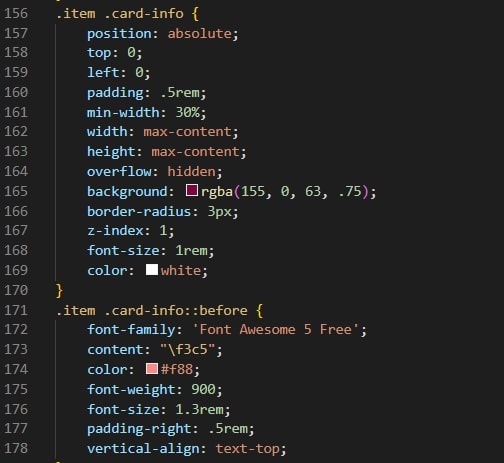 156 .item .card-info {
157     position: absolute;
158     top: 0;
159     left: 0;
160     padding: .5rem;
161     min-width: 30%;
162     width: max-content;
163     height: max-content;
164     overflow: hidden;
165     background: rgba(155, 0, 63, .75);
166     border-radius: 3px;
167     z-index: 1;
168     font-size: 1rem;
169     color: white;
170 }
171 .item .card-info::before {
172     font-family: 'Font Awesome 5 Free';
173     content: "\f3c5";
174     color: #f88;
175     font-weight: 900;
176     font-size: 1.3rem;
177     padding-right: .5rem;
178     vertical-align: text-top;